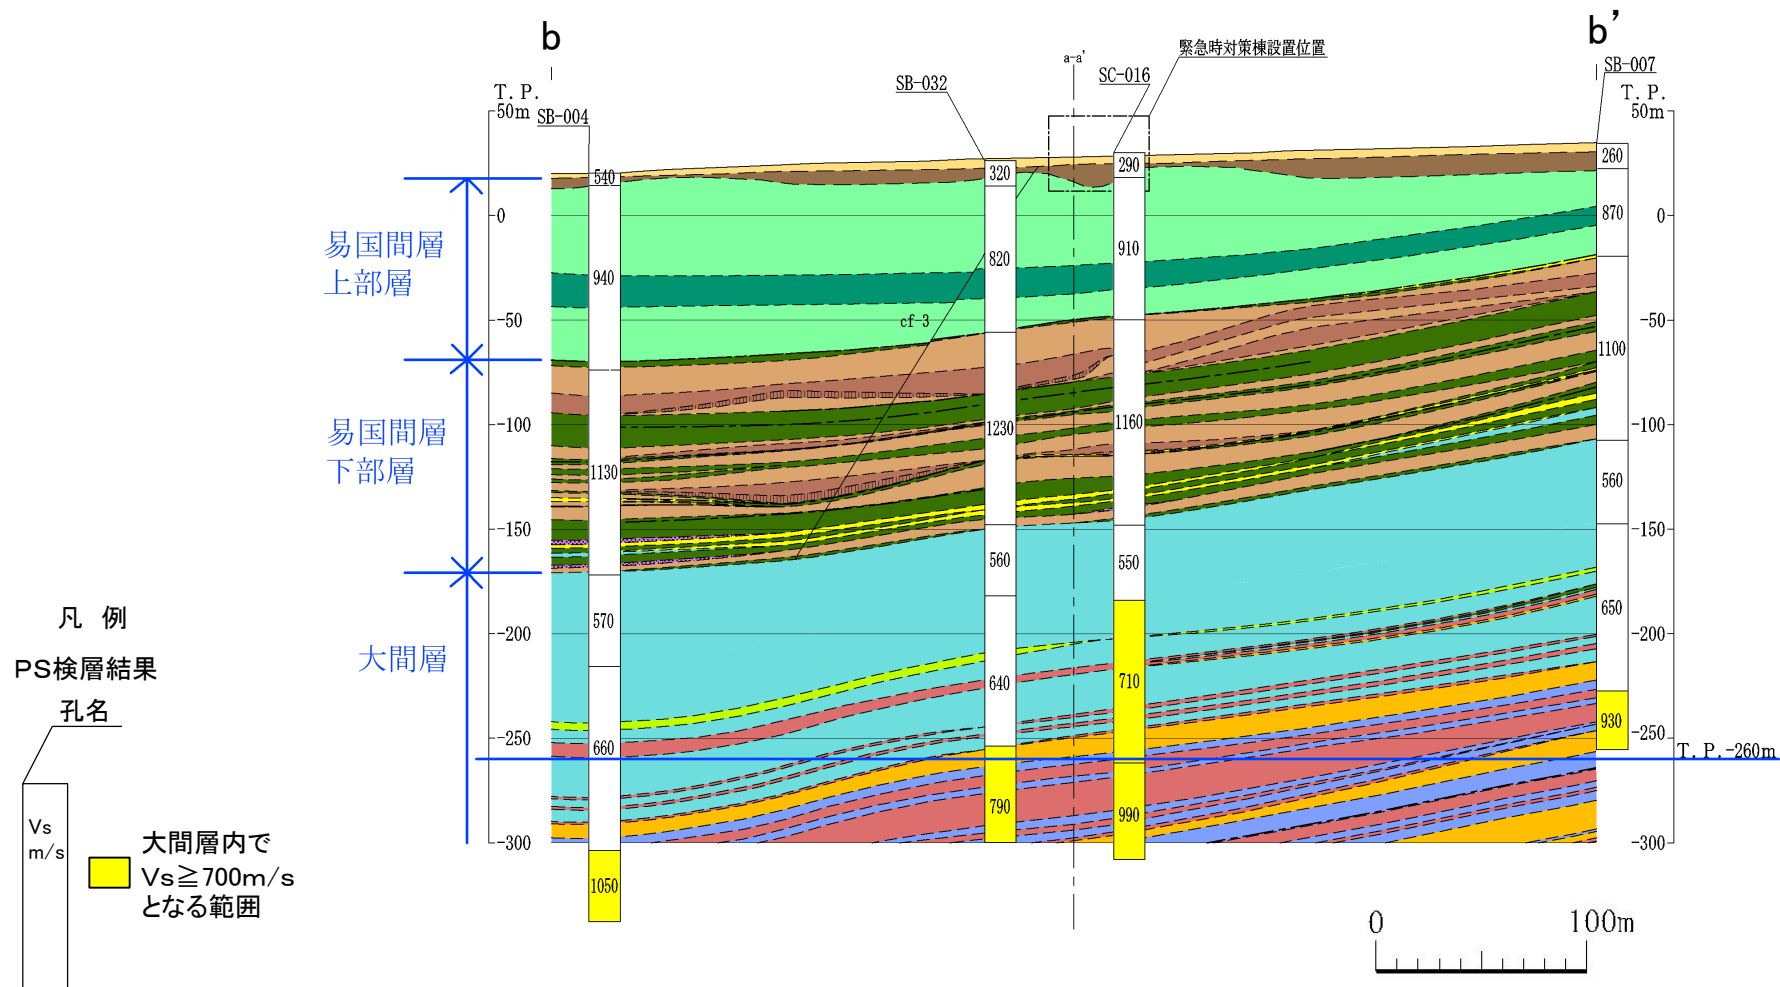 b
b'
緊急時対策棟設置位置
a-a'
SB-032
SC-016
SB-007
T.P.
50m
SB-004
T.P.
50m
540
320
290
260
0
0
870
易国間層
上部層
940
820
910
-50
-50
cf-3
1100
-100
-100
易国間層
下部層
1130
1230
1160
560
-150
-150
560
550
570
650
凡 例
-200
-200
大間層
PS検層結果
640
710
孔名
660
930
-250
-250
T.P.-260m
790
990
Vs
m/s
-300
-300
大間層内で
Vs≧700m/s
となる範囲
1050
0
100m